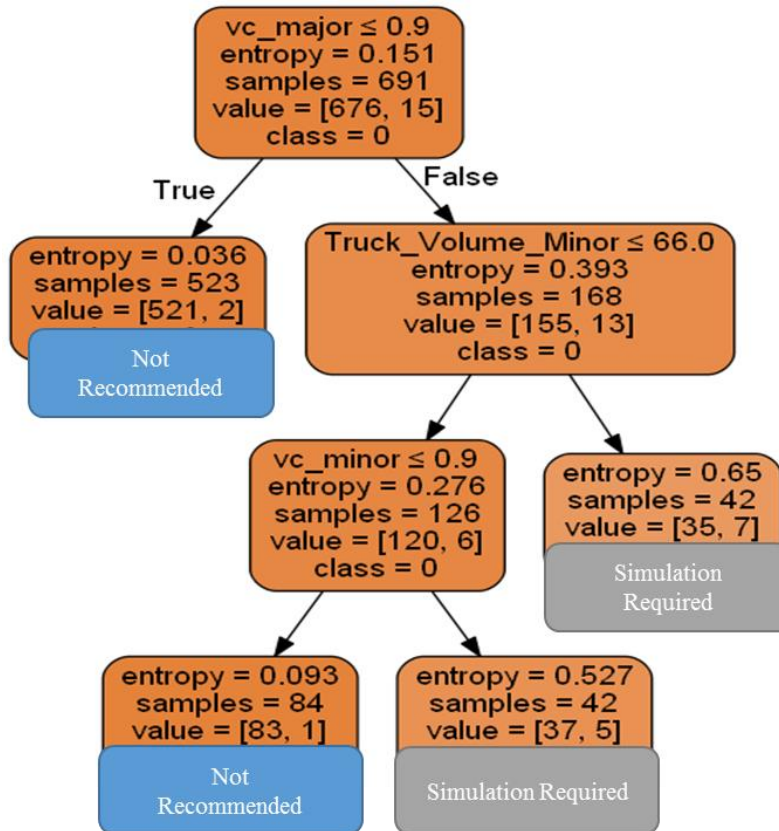 vc_major ≤ 0.9
entropy = 0.151
samples = 691
value = [676, 15]
class = 0
True
False
entropy = 0.036
samples = 523
value = [521, 2]
Not
Recommended
Truck_Volume_Minor ≤ 66.0
entropy = 0.393
samples = 168
value = [155, 13]
class = 0
vc_minor ≤ 0.9
entropy = 0.276
samples = 126
value = [120, 6]
class = 0
entropy = 0.65
samples = 42
value = [35, 7]
Simulation
Required
entropy = 0.093
samples = 84
value = [83, 1]
Not
Recommended
entropy = 0.527
samples = 42
value = [37, 5]
Simulation Required